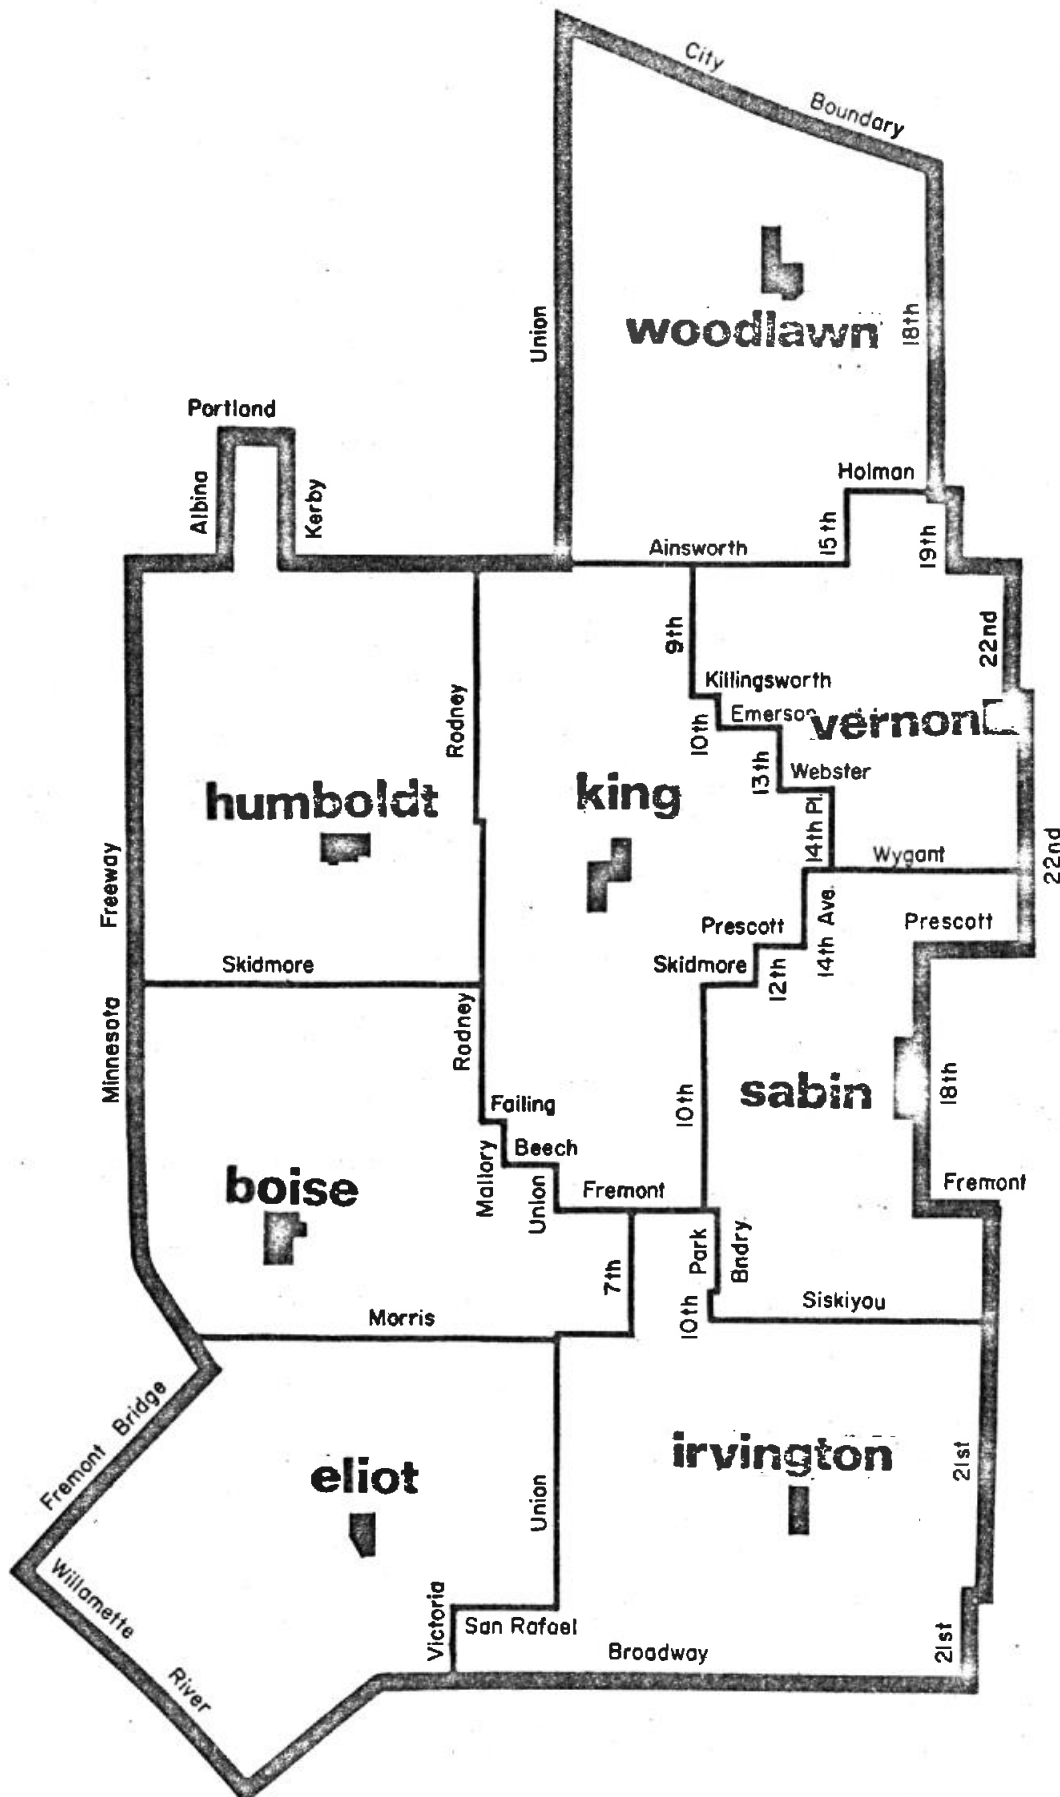 City
Boundary
Union
woodlawn
18th
Portland
Albina
Kerby
Holman
15th
19th
Ainsworth
9th
22nd
Killingsworth
Rodney
10th
Emerson
vernon
13th
Webster
humboldt
king
14th Pl.
Freeway
Wygant
22nd
Prescott
14th Ave.
Prescott
Skidmore
Skidmore
12th
Minnesota
Rodney
10th
sabin
18th
Failing
Mallory
Beech
boise
Union
Fremont
Fremont
7th
Park
Bndry.
10th
Siskiyou
Morris
Fremont Bridge
irvington
21st
eliot
Union
Willamette
River
Victoria
San Rafael
Broadway
21st